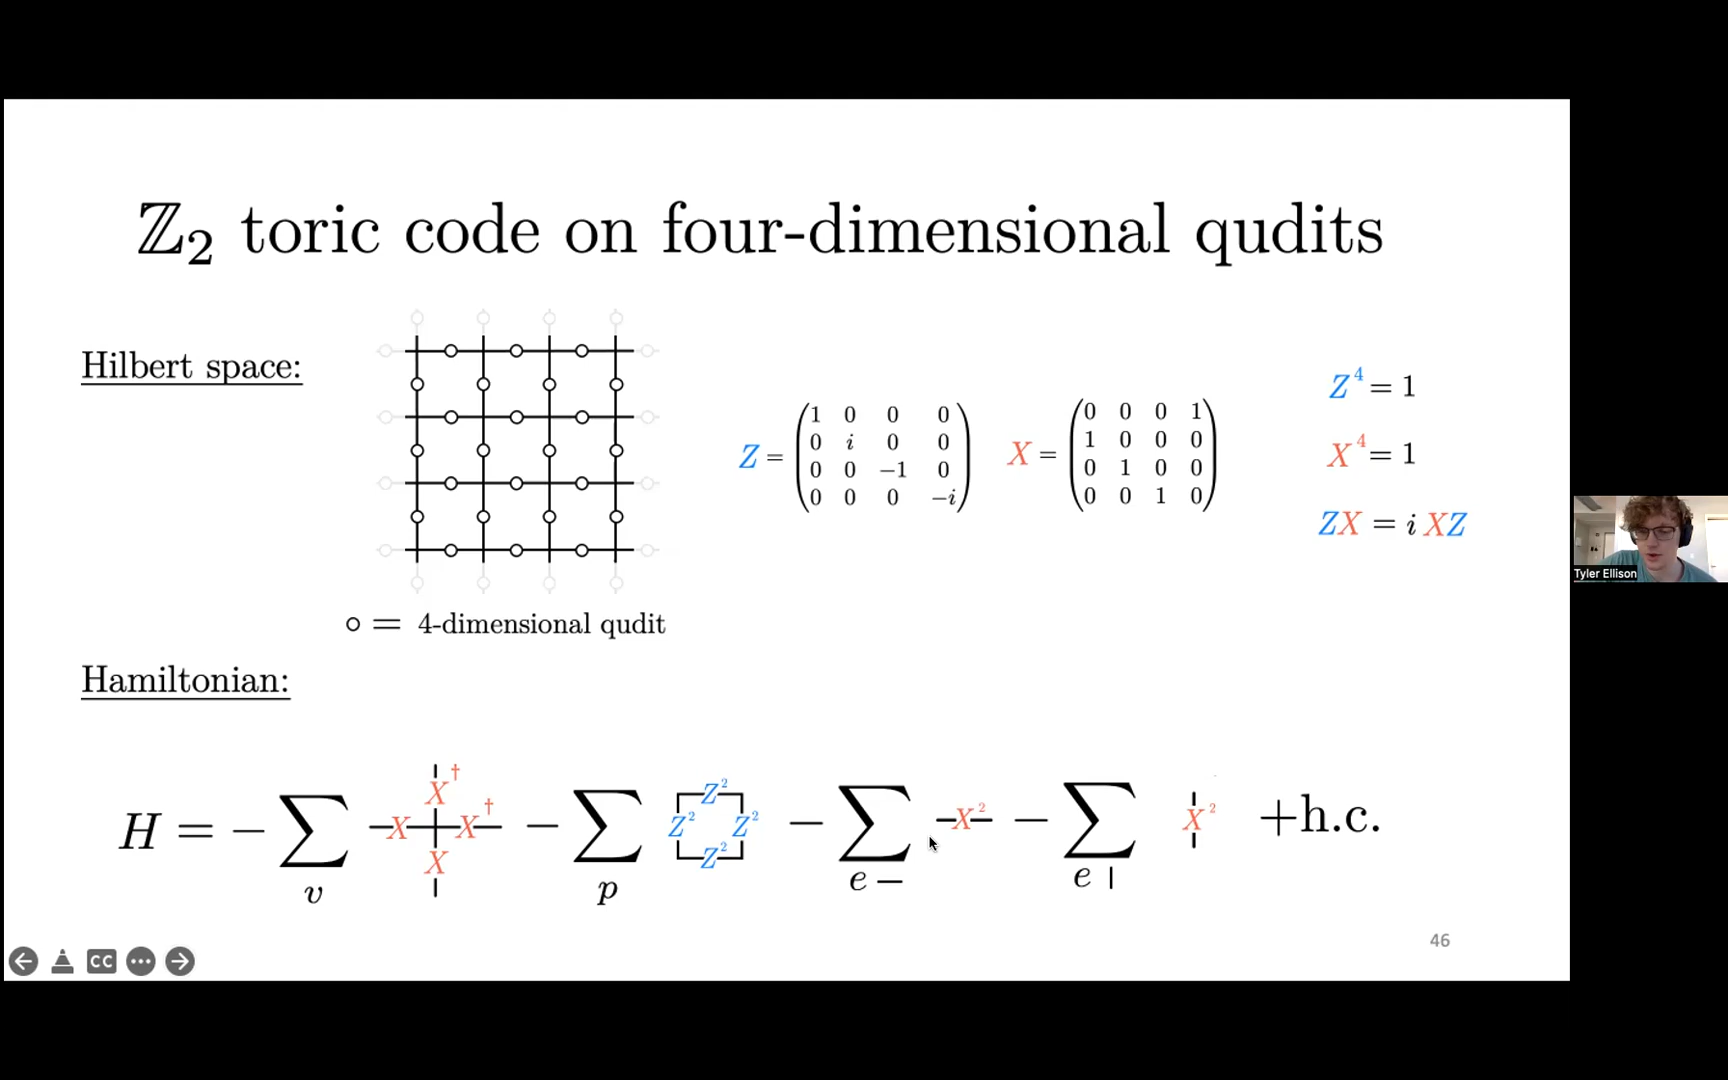 ℤ₂ toric code on four-dimensional qudits
Hilbert space:
Z = (1 0 0 0
0 i 0 0
0 0 −1 0
0 0 0 −i)
X = (0 0 0 1
1 0 0 0
0 1 0 0
0 0 1 0)
Z⁴ = 1
X⁴ = 1
ZX = i XZ
Tyler Ellison
o = 4-dimensional qudit
Hamiltonian:
H = − ∑_v X† X X† X − ∑_p Z² Z² Z² Z² − ∑_{e −} X² − ∑_{e |} X² +h.c.
46
CC